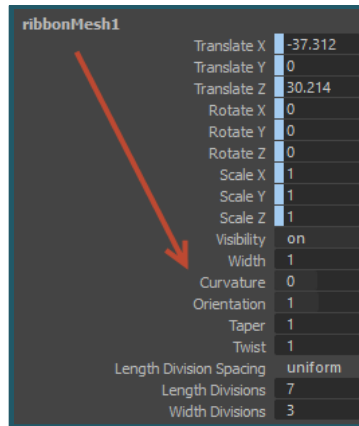 ribbonMesh1
Translate X -37.312
Translate Y 0
Translate Z 30.214
Rotate X 0
Rotate Y 0
Rotate Z 0
Scale X 1
Scale Y 1
Scale Z 1
Visibility on
Width 1
Curvature 0
Orientation 1
Taper 1
Twist 1
Length Division Spacing uniform
Length Divisions 7
Width Divisions 3